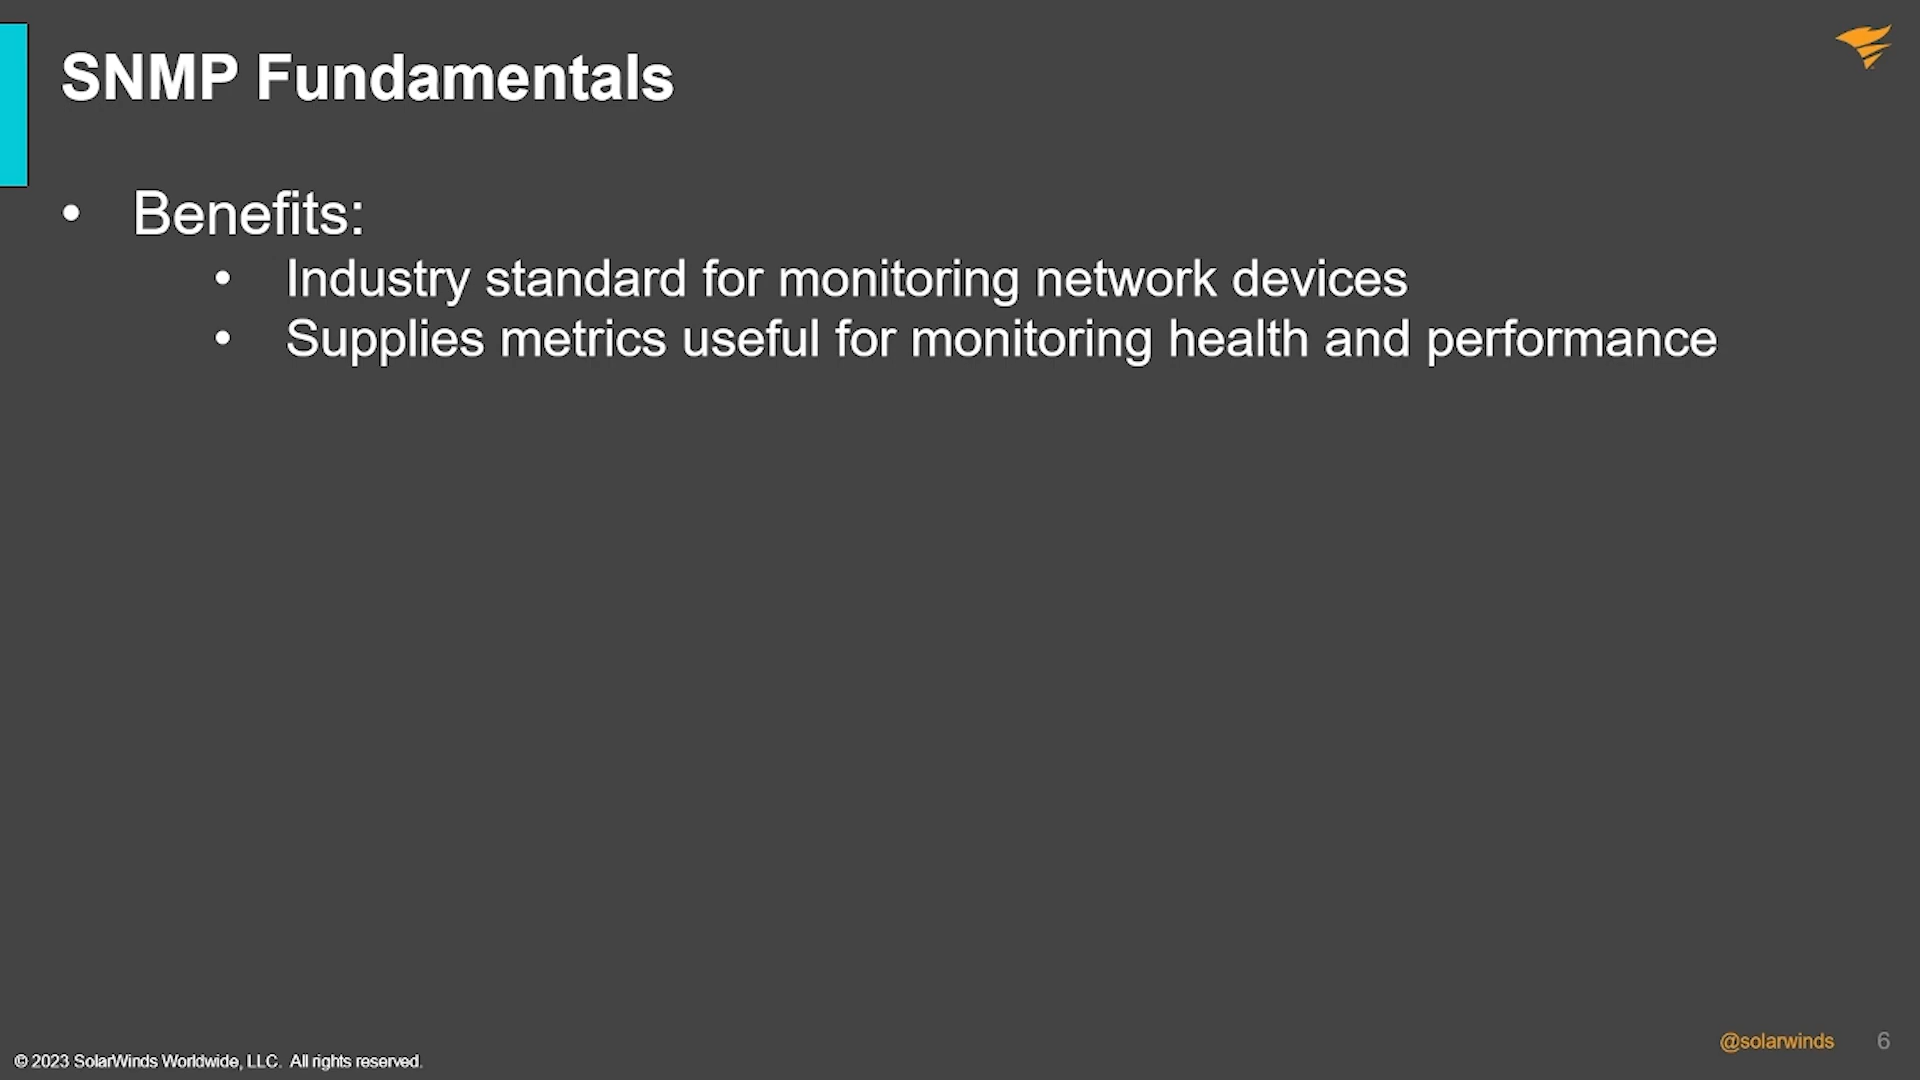 SNMP Fundamentals
• Benefits:
• Industry standard for monitoring network devices
• Supplies metrics useful for monitoring health and performance
@solarwinds 6
© 2023 SolarWinds Worldwide, LLC. All rights reserved.